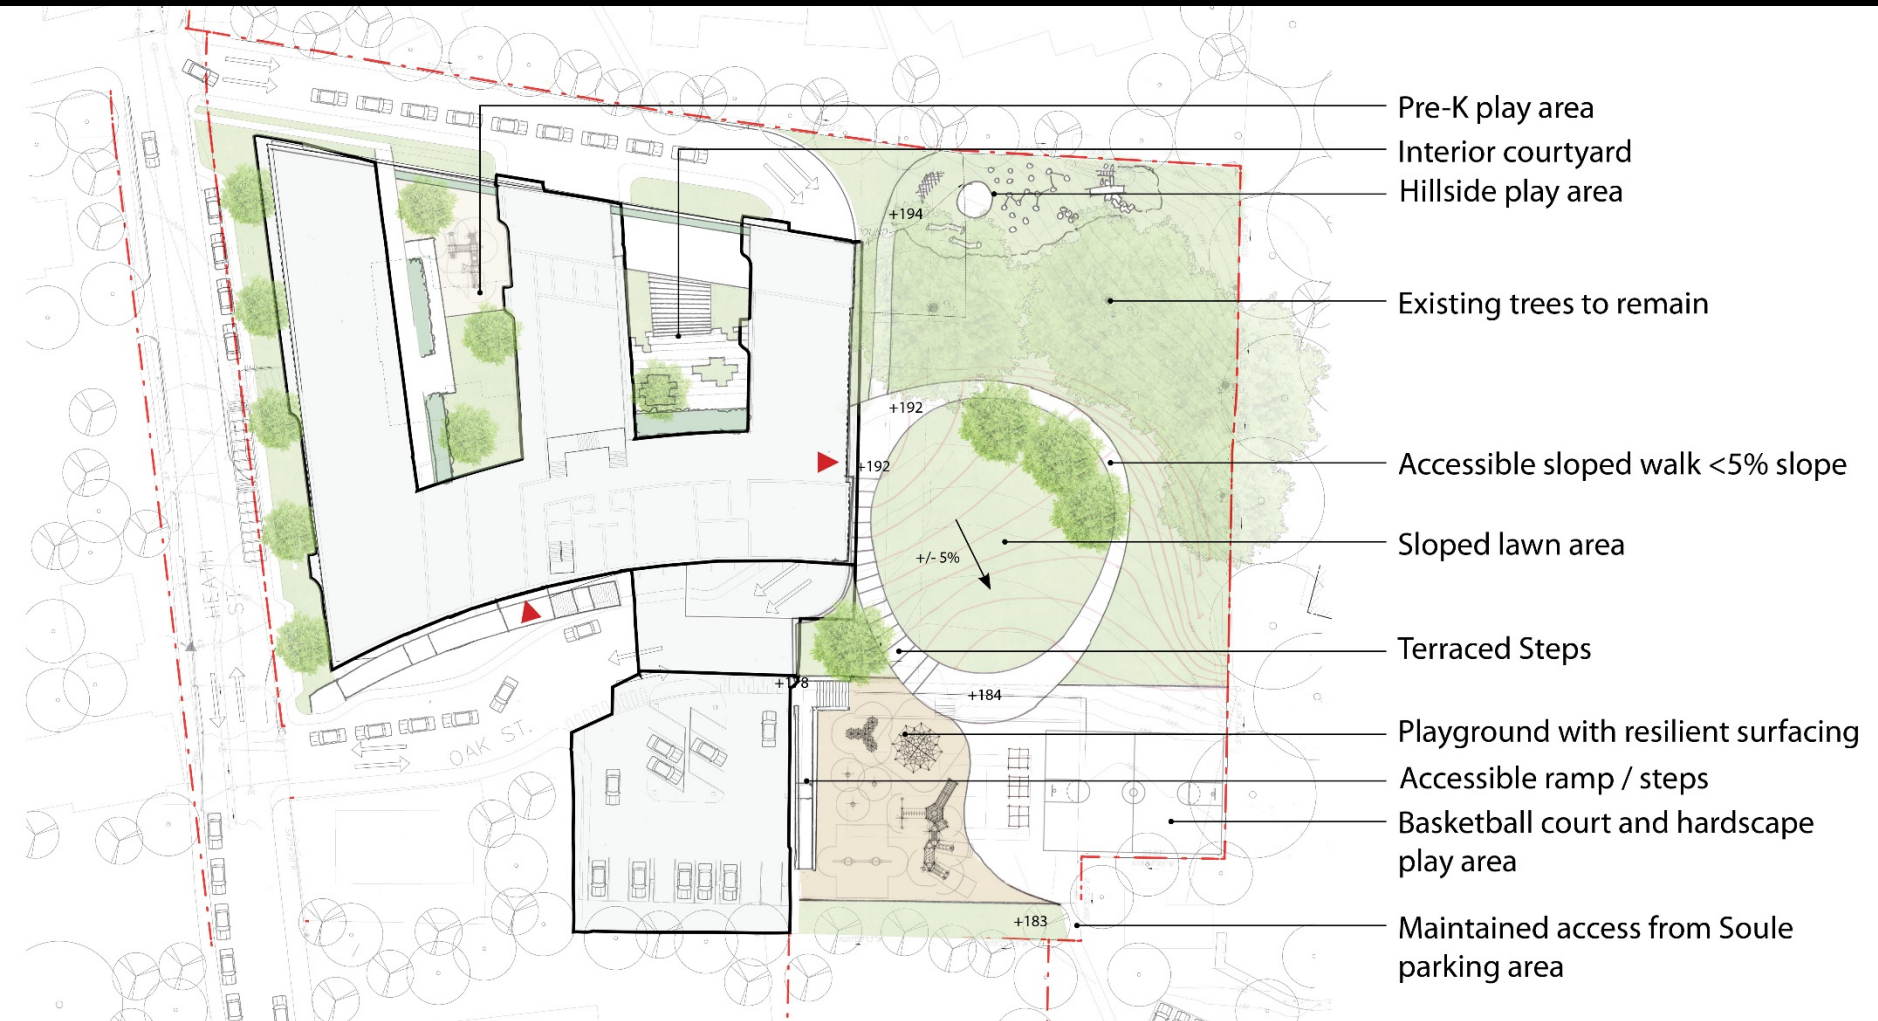 Pre-K play area
Interior courtyard
Hillside play area
+194
Existing trees to remain
+192
+192
Accessible sloped walk <5% slope
Sloped lawn area
+/- 5%
HEATH
ST.
Terraced Steps
+178
+184
OAK ST.
Playground with resilient surfacing
Accessible ramp / steps
Basketball court and hardscape
play area
+183
Maintained access from Soule
parking area